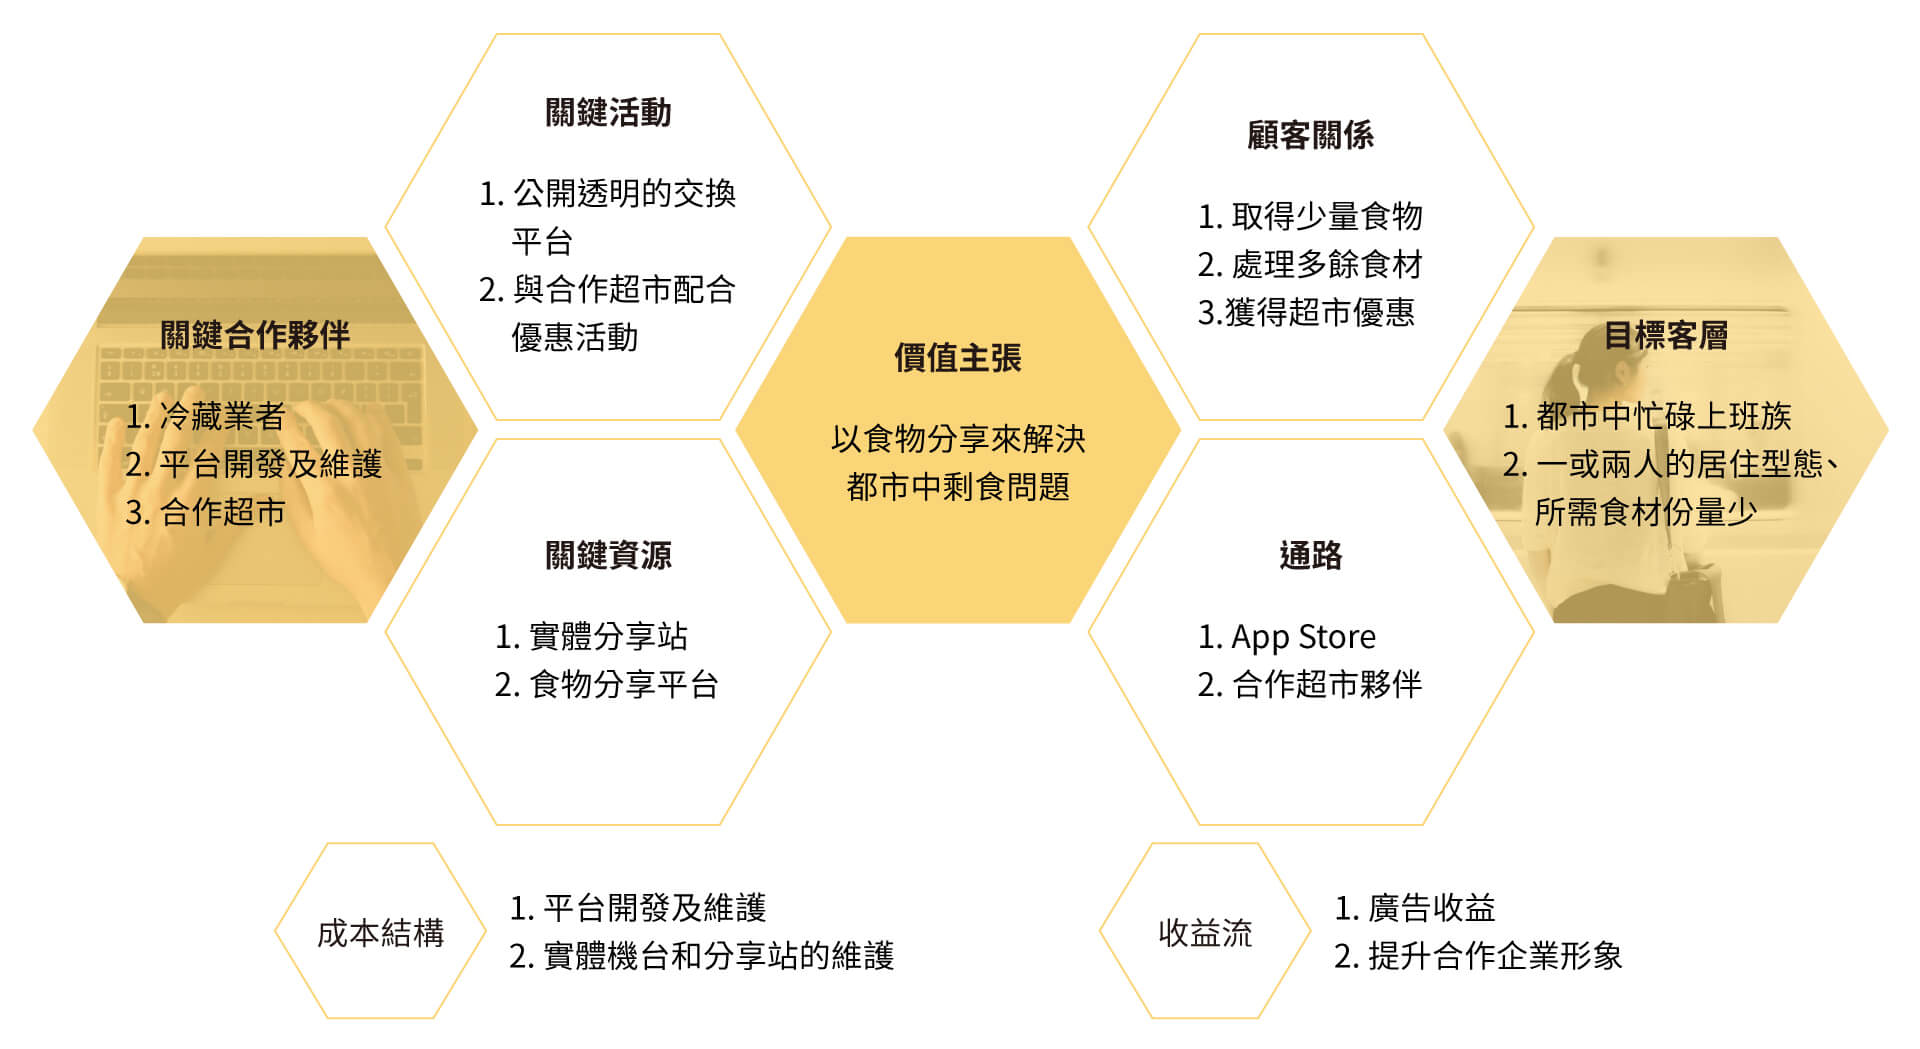 關鍵合作夥伴
1. 冷藏業者
2. 平台開發及維護
3. 合作超市
關鍵活動
1. 公開透明的交換
平台
2. 與合作超市配合
優惠活動
關鍵資源
1. 實體分享站
2. 食物分享平台
價值主張
以食物分享來解決
都市中剩食問題
顧客關係
1. 取得少量食物
2. 處理多餘食材
3.獲得超市優惠
通路
1. App Store
2. 合作超市夥伴
目標客層
1. 都市中忙碌上班族
2. 一或兩人的居住型態、
所需食材份量少
成本結構
1. 平台開發及維護
2. 實體機台和分享站的維護
收益流
1. 廣告收益
2. 提升合作企業形象